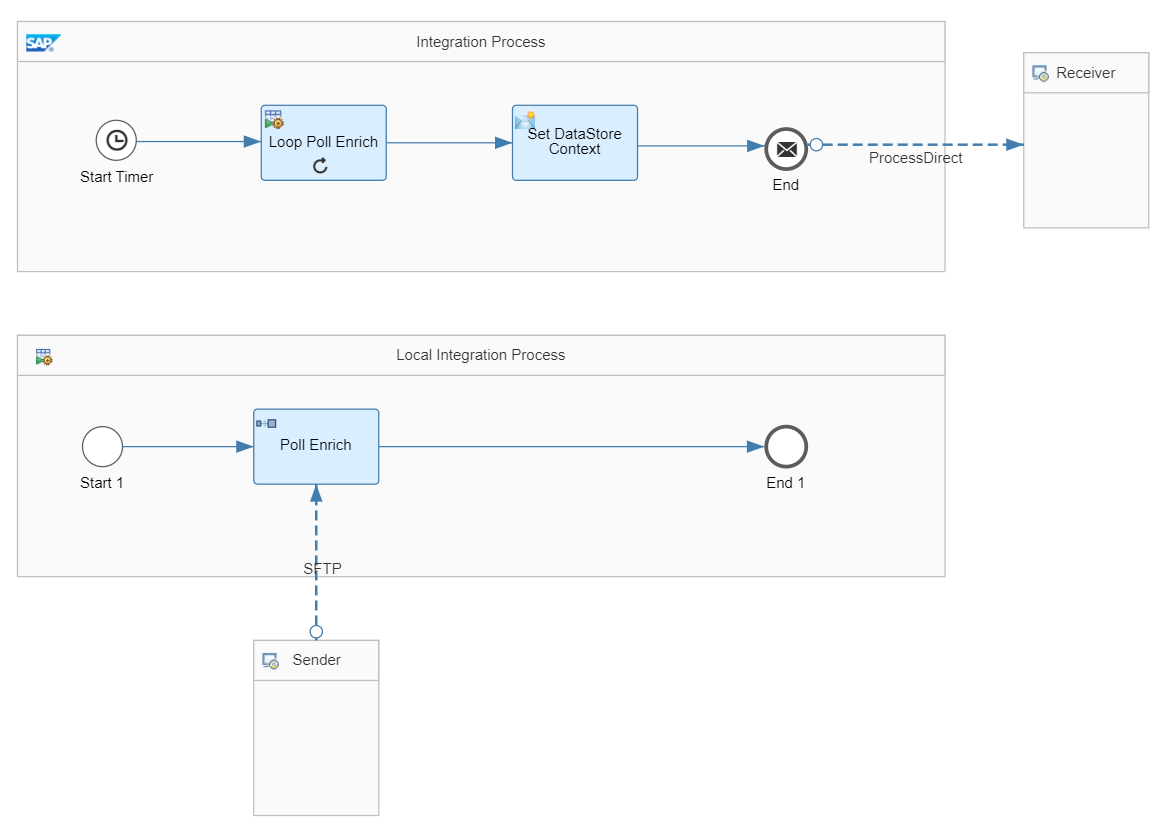 SAP
Integration Process
Receiver
Start Timer
Loop Poll Enrich
Set DataStore
Context
End
ProcessDirect
Local Integration Process
Start 1
Poll Enrich
End 1
SFTP
Sender